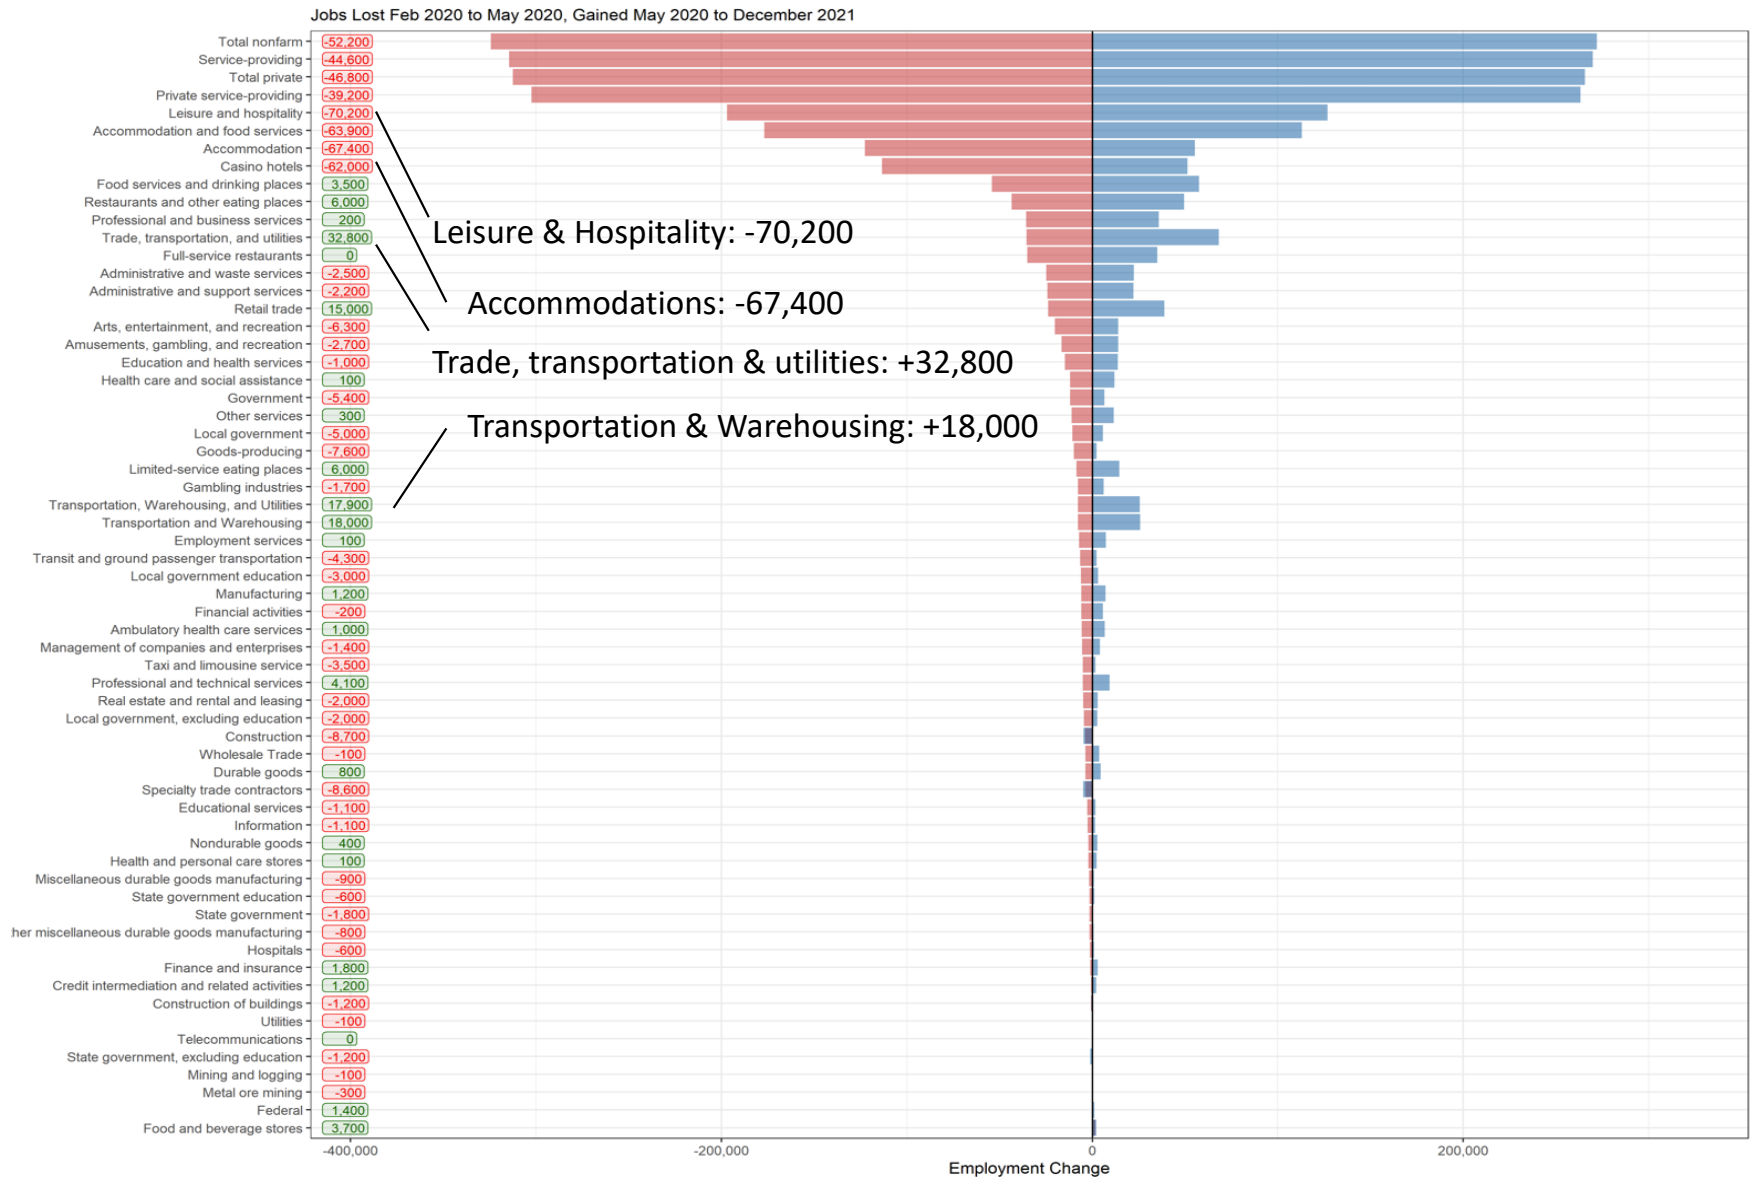 Jobs Lost Feb 2020 to May 2020, Gained May 2020 to December 2021
Total nonfarm -52,200
Service-providing -44,600
Total private -46,800
Private service-providing -39,200
Leisure and hospitality -70,200
Accommodation and food services -63,900
Accommodation -67,400
Casino hotels -62,000
Food services and drinking places 3,500
Restaurants and other eating places 6,000
Professional and business services 200
Leisure & Hospitality: -70,200
Trade, transportation, and utilities 32,800
Full-service restaurants 0
Administrative and waste services -2,500
Administrative and support services -2,200
Accommodations: -67,400
Retail trade 15,000
Arts, entertainment, and recreation -6,300
Amusements, gambling, and recreation -2,700
Education and health services -1,000
Trade, transportation & utilities: +32,800
Health care and social assistance 100
Government -5,400
Other services 300
Transportation & Warehousing: +18,000
Local government -5,000
Goods-producing -7,600
Limited-service eating places 6,000
Gambling industries -1,700
Transportation, Warehousing, and Utilities 17,900
Transportation and Warehousing 18,000
Employment services 100
Transit and ground passenger transportation -4,300
Local government education -3,000
Manufacturing 1,200
Financial activities -200
Ambulatory health care services 1,000
Management of companies and enterprises -1,400
Taxi and limousine service -3,500
Professional and technical services 4,100
Real estate and rental and leasing -2,000
Local government, excluding education -2,000
Construction -8,700
Wholesale Trade -100
Durable goods 800
Specialty trade contractors -8,600
Educational services -1,100
Information -1,100
Nondurable goods 400
Health and personal care stores 100
Miscellaneous durable goods manufacturing -900
State government education -600
State government -1,800
her miscellaneous durable goods manufacturing -800
Hospitals -600
Finance and insurance 1,800
Credit intermediation and related activities 1,200
Construction of buildings -1,200
Utilities -100
Telecommunications 0
State government, excluding education -1,200
Mining and logging -100
Metal ore mining -300
Federal 1,400
Food and beverage stores 3,700
-400,000 -200,000 0 200,000
Employment Change